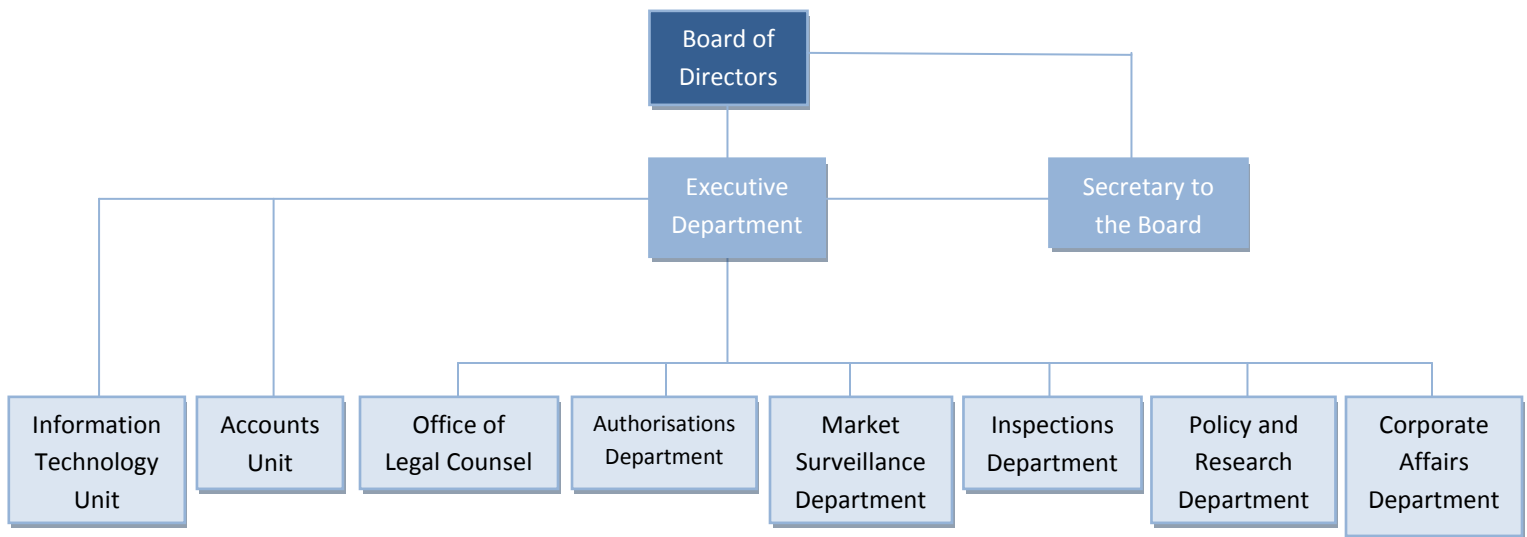 Board of
Directors
Executive
Department
Secretary to
the Board
Information
Technology
Unit
Accounts
Unit
Office of
Legal Counsel
Authorisations
Department
Market
Surveillance
Department
Inspections
Department
Policy and
Research
Department
Corporate
Affairs
Department